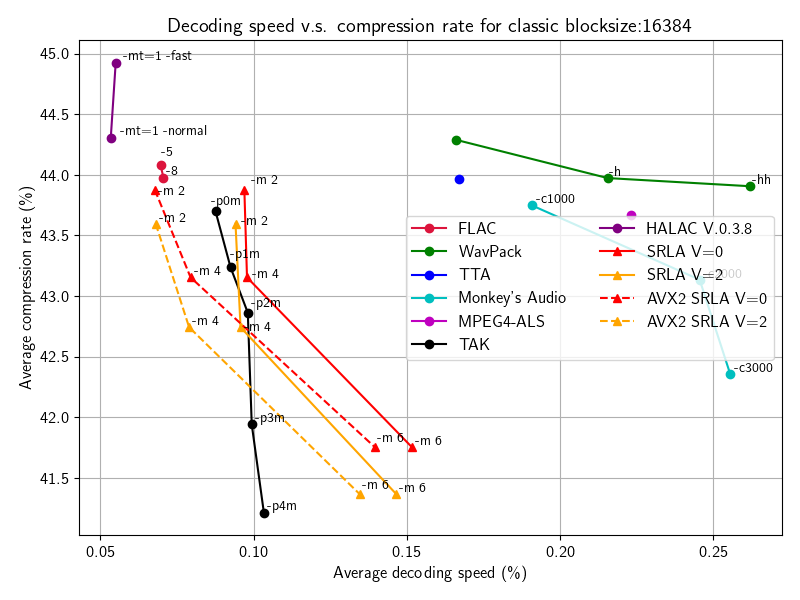 Decoding speed v.s. compression rate for classic blocksize:16384
45.0
44.5
44.0
43.5
43.0
42.5
42.0
41.5
Average compression rate (%)
-mt=1 -fast
-mt=1 -normal
-5
-8
-m 2
-m 2
-p0m
-m 2
-m 2
-p1m
-m 4
-m 4
-p2m
-m 4
-m 4
-p3m
-m 6
-m 6
-m 6
-m 6
-p4m
-h
-hh
-c1000
-c2000
-c3000
FLAC
WavPack
TTA
Monkey's Audio
MPEG4-ALS
TAK
HALAC V.0.3.8
SRLA V=0
SRLA V=2
AVX2 SRLA V=0
AVX2 SRLA V=2
0.05
0.10
0.15
0.20
0.25
Average decoding speed (%)